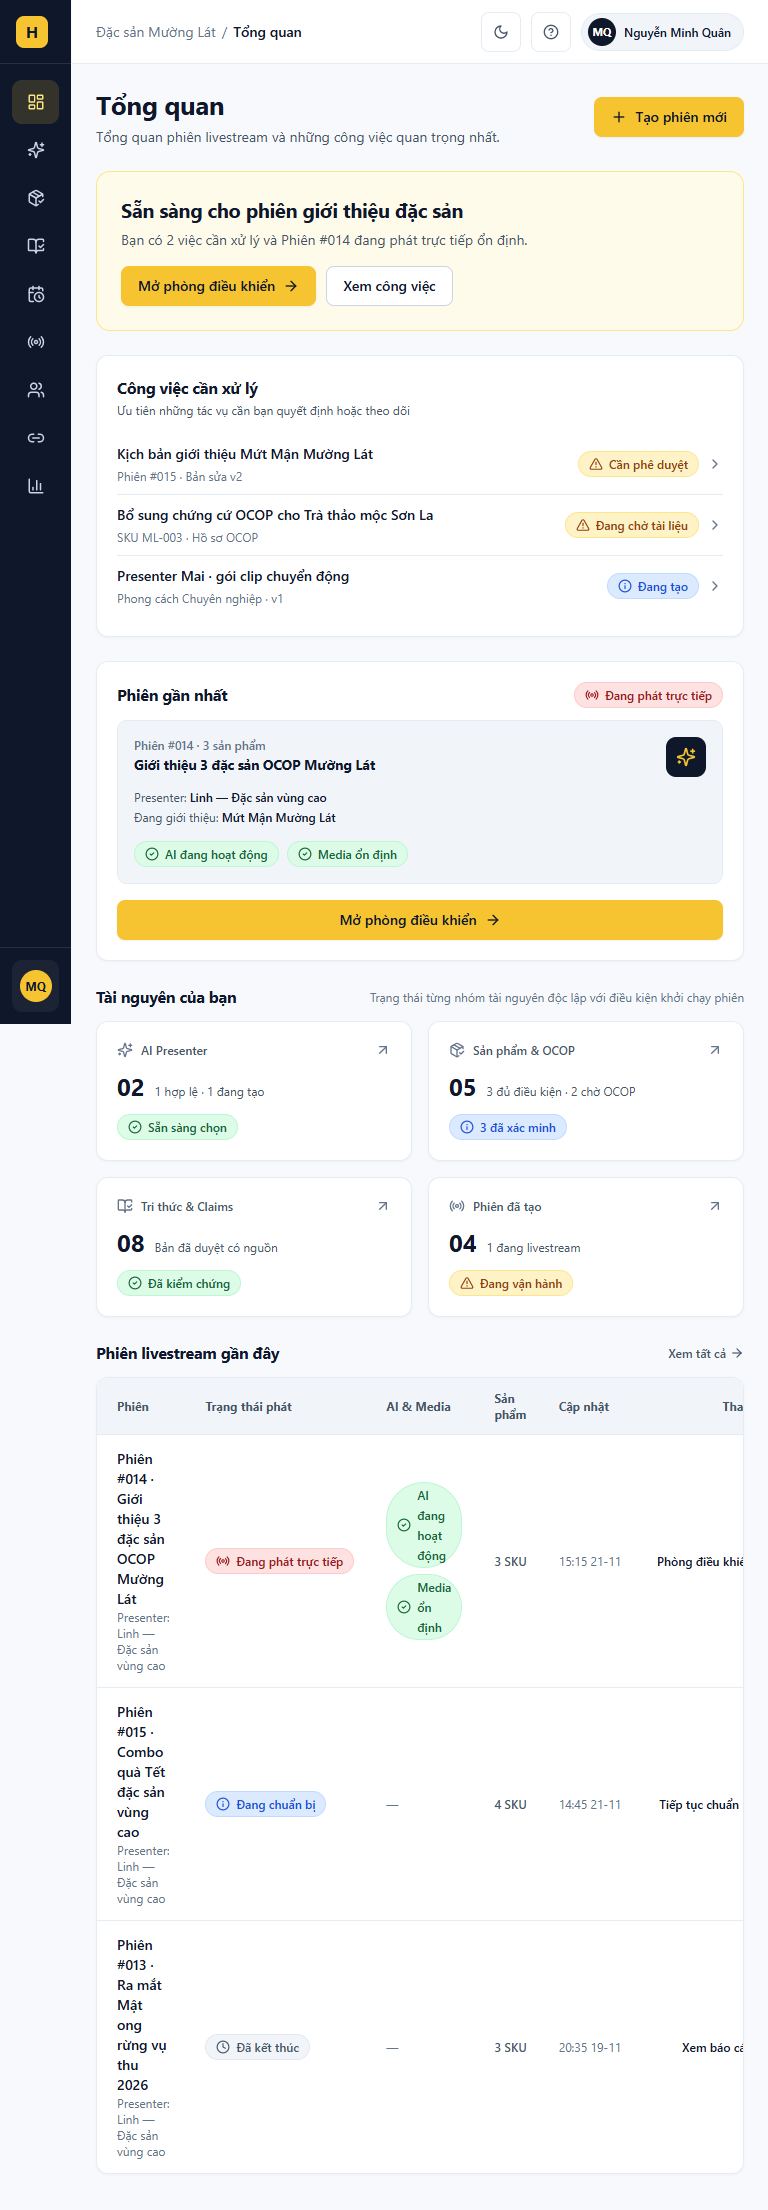 H
Đặc sản Mường Lát / Tổng quan
MQ Nguyễn Minh Quân
Tổng quan
Tổng quan phiên livestream và những công việc quan trọng nhất.
Tạo phiên mới
Sẵn sàng cho phiên giới thiệu đặc sản
Bạn có 2 việc cần xử lý và Phiên #014 đang phát trực tiếp ổn định.
Mở phòng điều khiển
Xem công việc
Công việc cần xử lý
Ưu tiên những tác vụ cần bạn quyết định hoặc theo dõi
Kịch bản giới thiệu Mứt Mận Mường Lát
Phiên #015 · Bản sửa v2
Cần phê duyệt
Bổ sung chứng cứ OCOP cho Trà thảo mộc Sơn La
SKU ML-003 · Hồ sơ OCOP
Đang chờ tài liệu
Presenter Mai · gói clip chuyển động
Phong cách Chuyên nghiệp · v1
Đang tạo
Phiên gần nhất
Đang phát trực tiếp
Phiên #014 · 3 sản phẩm
Giới thiệu 3 đặc sản OCOP Mường Lát
Presenter: Linh — Đặc sản vùng cao
Đang giới thiệu: Mứt Mận Mường Lát
AI đang hoạt động
Media ổn định
Mở phòng điều khiển
MQ
Tài nguyên của bạn
Trạng thái từng nhóm tài nguyên độc lập với điều kiện khởi chạy phiên
AI Presenter
02 1 hợp lệ · 1 đang tạo
Sẵn sàng chọn
Sản phẩm & OCOP
05 3 đủ điều kiện · 2 chờ OCOP
3 đã xác minh
Tri thức & Claims
08 Bản đã duyệt có nguồn
Đã kiểm chứng
Phiên đã tạo
04 1 đang livestream
Đang vận hành
Phiên livestream gần đây
Xem tất cả
Phiên
Trạng thái phát
AI & Media
Sản
phẩm
Cập nhật
Tha
Phiên
#014 ·
Giới
thiệu 3
đặc sản
OCOP
Mường
Lát
Presenter:
Linh —
Đặc sản
vùng cao
Đang phát trực tiếp
AI
đang
hoạt
động
Media
ổn
định
3 SKU
15:15 21-11
Phòng điều khiể
Phiên
#015 ·
Combo
quà Tết
đặc sản
vùng
cao
Presenter:
Linh —
Đặc sản
vùng cao
Đang chuẩn bị
—
4 SKU
14:45 21-11
Tiếp tục chuẩn
Phiên
#013 ·
Ra mắt
Mật
ong
rừng vụ
thu
2026
Presenter:
Linh —
Đặc sản
vùng cao
Đã kết thúc
—
3 SKU
20:35 19-11
Xem báo cá